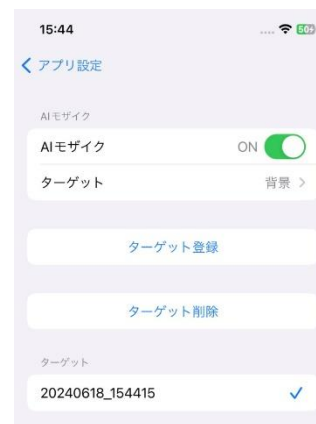 15:44
50
アプリ設定
AIモザイク
AIモザイク ON
ターゲット 背景
ターゲット登録
ターゲット削除
ターゲット
20240618_154415